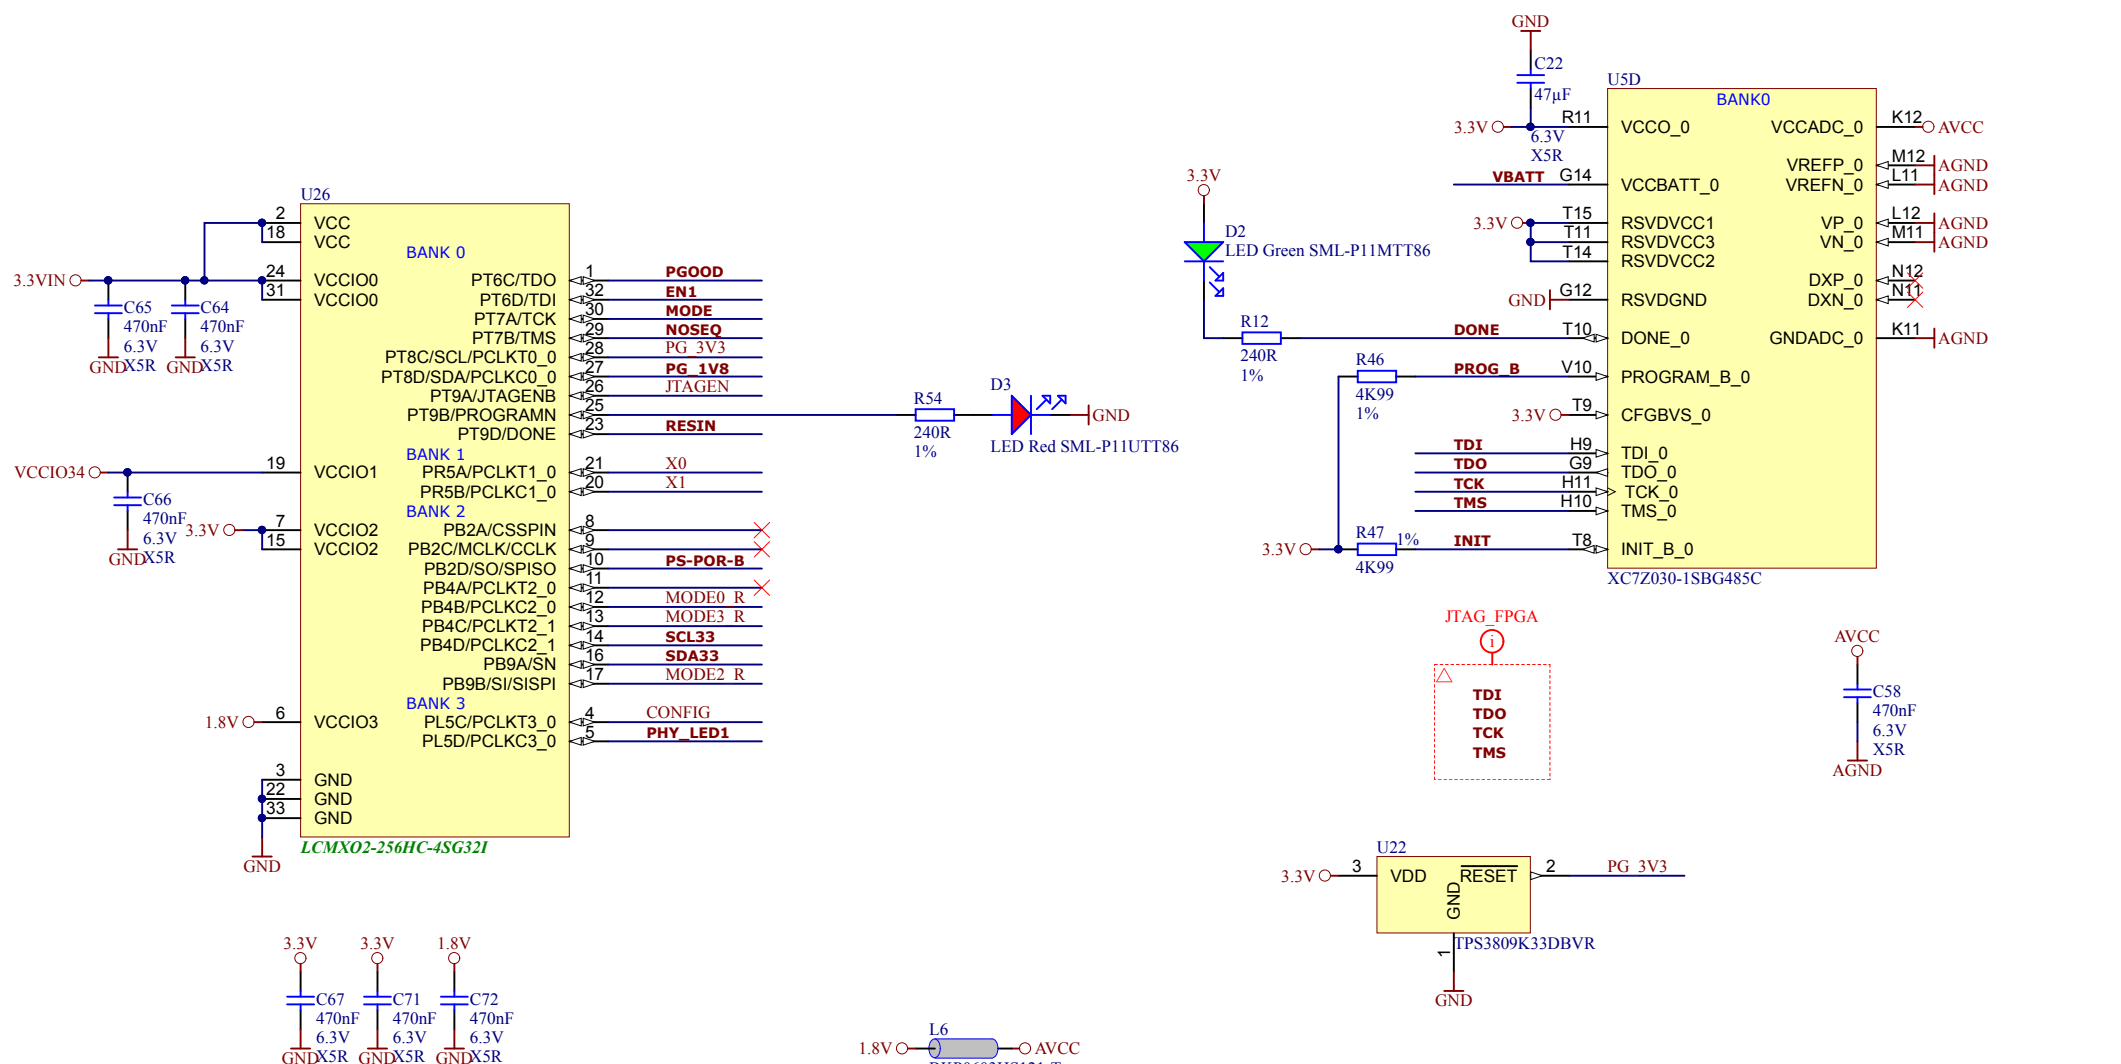 GND
C22
47µF
6.3V
X5R
3.3V
U5D
BANK0
R11 VCCO_0 VCCADC_0 K12 AVCC
VREFP_0 M12 AGND
VBATT G14 VCCBATT_0 VREFN_0 L11 AGND
3.3V T15 RSVDVCC1 VP_0 L12 AGND
T11 RSVDVCC3 VN_0 M11 AGND
T14 RSVDVCC2
DXP_0 N12
GND G12 RSVDGND DXN_0 N11
DONE T10 DONE_0 GNDADC_0 K11 AGND
PROG_B V10 PROGRAM_B_0
3.3V T9 CFGBVS_0
TDI H9 TDI_0
TDO G9 TDO_0
TCK H11 TCK_0
TMS H10 TMS_0
INIT T8 INIT_B_0
XC7Z030-1SBG485C
3.3V
D2
LED Green SML-P11MTT86
R12
240R
1%
R46
4K99
1%
3.3V
R47 1%
4K99
U26
2 VCC
18 VCC
BANK 0
3.3VIN
24 VCCIO0
31 VCCIO0
C65
470nF
6.3V
X5R
GND
C64
470nF
6.3V
X5R
GND
PT6C/TDO 1 PGOOD
PT6D/TDI 32 EN1
PT7A/TCK 30 MODE
PT7B/TMS 29 NOSEQ
PT8C/SCL/PCLKT0_0 28 PG_3V3
PT8D/SDA/PCLKC0_0 27 PG_1V8
PT9A/JTAGENB 26 JTAGEN
PT9B/PROGRAMN 25
PT9D/DONE 23 RESIN
R54
240R
1%
D3
GND
LED Red SML-P11UTT86
BANK 1
VCCIO34 19 VCCIO1
PR5A/PCLKT1_0 21 X0
PR5B/PCLKC1_0 20 X1
C66
470nF
6.3V
X5R
GND
BANK 2
3.3V
7 VCCIO2
15 VCCIO2
PB2A/CSSPIN 8
PB2C/MCLK/CCLK 9
PB2D/SO/SPISO 10 PS-POR-B
PB4A/PCLKT2_0 11
PB4B/PCLKC2_0 12 MODE0_R
PB4C/PCLKT2_1 13 MODE3_R
PB4D/PCLKC2_1 14 SCL33
PB9A/SN 16 SDA33
PB9B/SI/SISPI 17 MODE2_R
BANK 3
1.8V 6 VCCIO3
PL5C/PCLKT3_0 4 CONFIG
PL5D/PCLKC3_0 5 PHY_LED1
3 GND
22 GND
33 GND
LCMXO2-256HC-4SG32I
GND
JTAG_FPGA
i
TDI
TDO
TCK
TMS
AVCC
C58
470nF
6.3V
X5R
AGND
U22
3.3V 3 VDD RESET 2 PG_3V3
GND
TPS3809K33DBVR
1
GND
3.3V 3.3V 1.8V
C67 C71 C72
470nF 470nF 470nF
6.3V 6.3V 6.3V
GND X5R GND X5R GND X5R
L6
1.8V AVCC